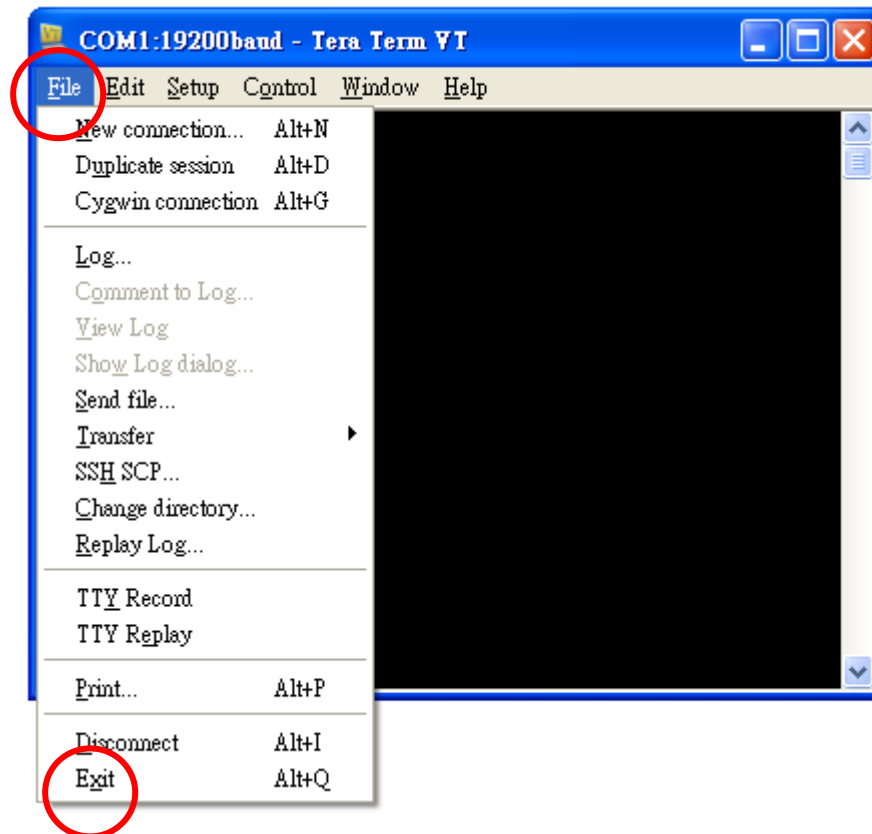 COM1:19200baud - Tera Term VT
File Edit Setup Control Window Help
New connection... Alt+N
Duplicate session Alt+D
Cygwin connection Alt+G
Log...
Comment to Log...
View Log
Show Log dialog...
Send file...
Transfer
SSH SCP...
Change directory...
Replay Log...
TTY Record
TTY Replay
Print... Alt+P
Disconnect Alt+I
Exit Alt+Q